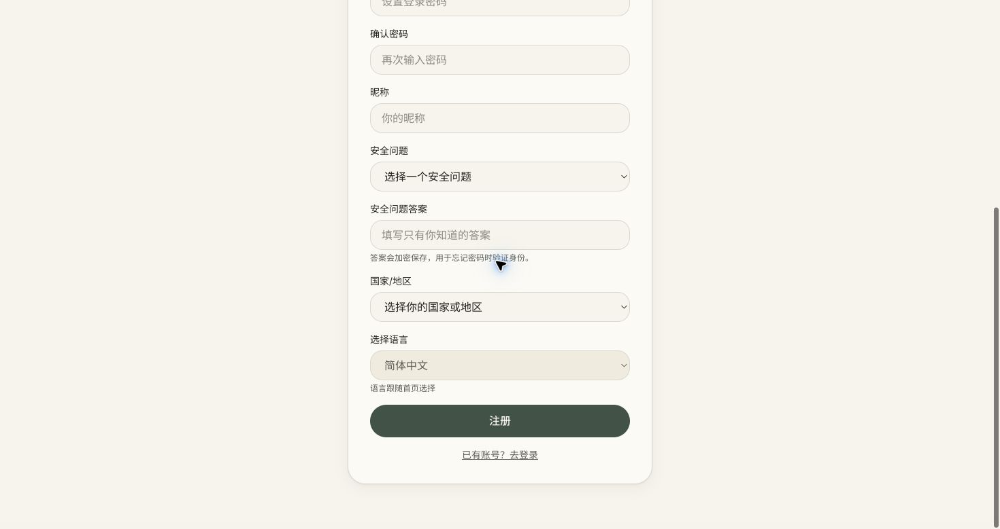 设置登录密码
确认密码
再次输入密码
昵称
你的昵称
安全问题
选择一个安全问题
安全问题答案
填写只有你知道的答案
答案会加密保存，用于忘记密码时验证身份。
国家/地区
选择你的国家或地区
选择语言
简体中文
语言跟随首页选择
注册
已有账号？去登录